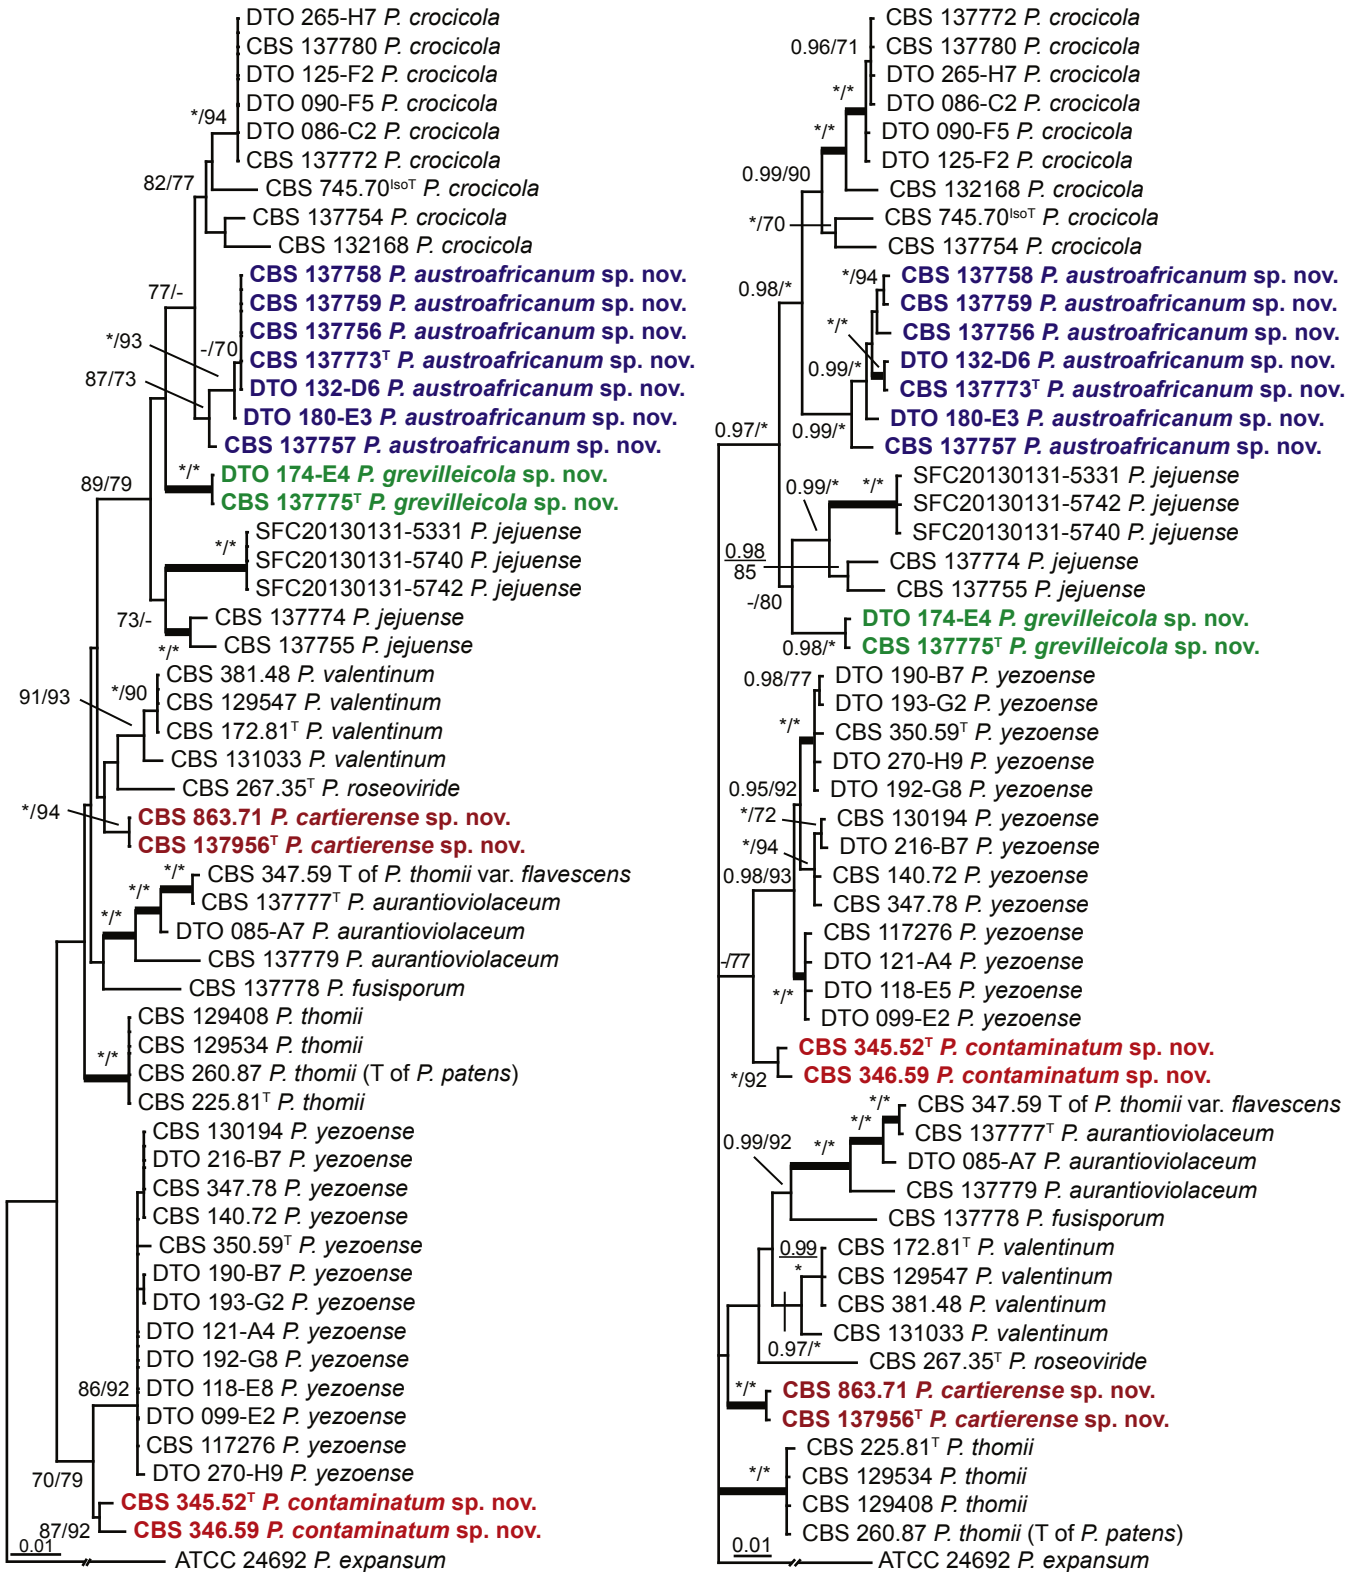 DTO 265-H7 P. crocicola
CBS 137780 P. crocicola
DTO 125-F2 P. crocicola
DTO 090-F5 P. crocicola
*/94
DTO 086-C2 P. crocicola
CBS 137772 P. crocicola
82/77
CBS 745.70IsoT P. crocicola
CBS 137754 P. crocicola
CBS 132168 P. crocicola
CBS 137758 P. austroafricanum sp. nov.
77/-
CBS 137759 P. austroafricanum sp. nov.
CBS 137756 P. austroafricanum sp. nov.
*/93
-/70
CBS 137773T P. austroafricanum sp. nov.
87/73
DTO 132-D6 P. austroafricanum sp. nov.
DTO 180-E3 P. austroafricanum sp. nov.
CBS 137757 P. austroafricanum sp. nov.
*/*
DTO 174-E4 P. grevilleicola sp. nov.
89/79
CBS 137775T P. grevilleicola sp. nov.
SFC20130131-5331 P. jejuense
*/*
SFC20130131-5740 P. jejuense
SFC20130131-5742 P. jejuense
73/-
CBS 137774 P. jejuense
CBS 137755 P. jejuense
*/*
CBS 381.48 P. valentinum
91/93
*/90
CBS 129547 P. valentinum
CBS 172.81T P. valentinum
CBS 131033 P. valentinum
CBS 267.35T P. roseoviride
*/94
CBS 863.71 P. cartierense sp. nov.
CBS 137956T P. cartierense sp. nov.
*/*
CBS 347.59 T of P. thomii var. flavescens
*/*
CBS 137777T P. aurantioviolaceum
*/*
DTO 085-A7 P. aurantioviolaceum
CBS 137779 P. aurantioviolaceum
CBS 137778 P. fusisporum
CBS 129408 P. thomii
CBS 129534 P. thomii
*/*
CBS 260.87 P. thomii (T of P. patens)
CBS 225.81T P. thomii
CBS 130194 P. yezoense
DTO 216-B7 P. yezoense
CBS 347.78 P. yezoense
CBS 140.72 P. yezoense
CBS 350.59T P. yezoense
DTO 190-B7 P. yezoense
DTO 193-G2 P. yezoense
DTO 121-A4 P. yezoense
DTO 192-G8 P. yezoense
86/92
DTO 118-E8 P. yezoense
DTO 099-E2 P. yezoense
CBS 117276 P. yezoense
DTO 270-H9 P. yezoense
70/79
CBS 345.52T P. contaminatum sp. nov.
87/92
CBS 346.59 P. contaminatum sp. nov.
0.01
ATCC 24692 P. expansum
CBS 137772 P. crocicola
0.96/71
CBS 137780 P. crocicola
DTO 265-H7 P. crocicola
*/*
DTO 086-C2 P. crocicola
*/*
DTO 090-F5 P. crocicola
DTO 125-F2 P. crocicola
0.99/90
CBS 132168 P. crocicola
*/70
CBS 745.70IsoT P. crocicola
CBS 137754 P. crocicola
*/94
CBS 137758 P. austroafricanum sp. nov.
0.98/*
CBS 137759 P. austroafricanum sp. nov.
*/*
CBS 137756 P. austroafricanum sp. nov.
0.99/*
DTO 132-D6 P. austroafricanum sp. nov.
CBS 137773T P. austroafricanum sp. nov.
0.97/*
0.99/*
DTO 180-E3 P. austroafricanum sp. nov.
CBS 137757 P. austroafricanum sp. nov.
0.99/*
*/*
SFC20130131-5331 P. jejuense
SFC20130131-5742 P. jejuense
SFC20130131-5740 P. jejuense
0.98
85
CBS 137774 P. jejuense
CBS 137755 P. jejuense
-/80
DTO 174-E4 P. grevilleicola sp. nov.
0.98/*
CBS 137775T P. grevilleicola sp. nov.
0.98/77
DTO 190-B7 P. yezoense
DTO 193-G2 P. yezoense
*/*
CBS 350.59T P. yezoense
DTO 270-H9 P. yezoense
0.95/92
DTO 192-G8 P. yezoense
*/72
CBS 130194 P. yezoense
*/94
DTO 216-B7 P. yezoense
0.98/93
CBS 140.72 P. yezoense
CBS 347.78 P. yezoense
CBS 117276 P. yezoense
-/77
DTO 121-A4 P. yezoense
*/*
DTO 118-E5 P. yezoense
DTO 099-E2 P. yezoense
CBS 345.52T P. contaminatum sp. nov.
*/92
CBS 346.59 P. contaminatum sp. nov.
*/*
CBS 347.59 T of P. thomii var. flavescens
*/*
CBS 137777T P. aurantioviolaceum
0.99/92
*/*
DTO 085-A7 P. aurantioviolaceum
CBS 137779 P. aurantioviolaceum
CBS 137778 P. fusisporum
0.99
*
CBS 172.81T P. valentinum
CBS 129547 P. valentinum
CBS 381.48 P. valentinum
CBS 131033 P. valentinum
0.97/*
CBS 267.35T P. roseoviride
*/*
CBS 863.71 P. cartierense sp. nov.
CBS 137956T P. cartierense sp. nov.
CBS 225.81T P. thomii
*/*
CBS 129534 P. thomii
CBS 129408 P. thomii
CBS 260.87 P. thomii (T of P. patens)
0.01
ATCC 24692 P. expansum